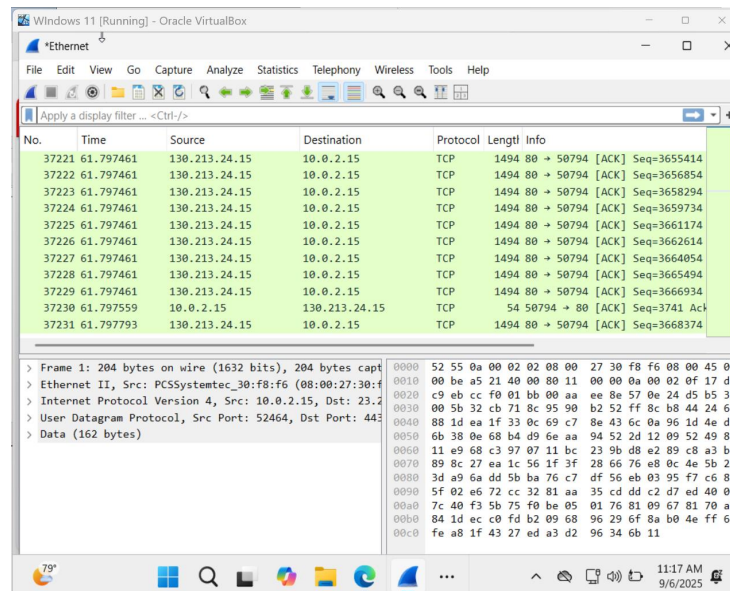 WIndows 11 [Running] - Oracle VirtualBox
*Ethernet
File Edit View Go Capture Analyze Statistics Telephony Wireless Tools Help
Apply a display filter ... <Ctrl-/>
No. Time Source Destination Protocol Lengtl Info
37221 61.797461 130.213.24.15 10.0.2.15 TCP 1494 80 → 50794 [ACK] Seq=3655414
37222 61.797461 130.213.24.15 10.0.2.15 TCP 1494 80 → 50794 [ACK] Seq=3656854
37223 61.797461 130.213.24.15 10.0.2.15 TCP 1494 80 → 50794 [ACK] Seq=3658294
37224 61.797461 130.213.24.15 10.0.2.15 TCP 1494 80 → 50794 [ACK] Seq=3659734
37225 61.797461 130.213.24.15 10.0.2.15 TCP 1494 80 → 50794 [ACK] Seq=3661174
37226 61.797461 130.213.24.15 10.0.2.15 TCP 1494 80 → 50794 [ACK] Seq=3662614
37227 61.797461 130.213.24.15 10.0.2.15 TCP 1494 80 → 50794 [ACK] Seq=3664054
37228 61.797461 130.213.24.15 10.0.2.15 TCP 1494 80 → 50794 [ACK] Seq=3665494
37229 61.797461 130.213.24.15 10.0.2.15 TCP 1494 80 → 50794 [ACK] Seq=3666934
37230 61.797559 10.0.2.15 130.213.24.15 TCP 54 50794 → 80 [ACK] Seq=3741 Ack
37231 61.797793 130.213.24.15 10.0.2.15 TCP 1494 80 → 50794 [ACK] Seq=3668374
Frame 1: 204 bytes on wire (1632 bits), 204 bytes capt
Ethernet II, Src: PCSSystemtec_30:f8:f6 (08:00:27:30:f
Internet Protocol Version 4, Src: 10.0.2.15, Dst: 23.2
User Datagram Protocol, Src Port: 52464, Dst Port: 443
Data (162 bytes)
0000 52 55 0a 00 02 02 08 00 27 30 f8 f6 08 00 45 0
0010 00 be a5 21 40 00 80 11 00 00 0a 00 02 0f 17 d
0020 c9 eb cc f0 01 bb 00 aa ee 8e 57 0e 24 d5 b5 3
0030 00 5b 32 cb 71 8c 95 90 b2 52 ff 8c b8 44 24 6
0040 88 1d ea 1f 33 0c 69 c7 8e 43 6c 0a 96 1d 4e d
0050 6b 38 0e 68 b4 d9 6e aa 94 52 2d 12 09 52 49 8
0060 11 e9 68 c3 97 07 11 bc 23 9b d8 e2 89 c8 a3 b
0070 89 8c 27 ea 1c 56 1f 3f 28 66 76 e8 0c 4e 5b 2
0080 3d a9 6a dd 5b ba 76 c7 df 56 eb 03 95 f7 c6 8
0090 5f 02 e6 72 cc 32 81 aa 35 cd dd c2 d7 ed 40 0
00a0 7c 40 f3 5b 75 f0 be 05 01 76 81 09 67 81 70 a
00b0 84 1d ec c0 fd b2 09 68 96 29 6f 8a b0 4e ff 6
00c0 fe a8 1f 43 27 ed a3 d2 96 34 6b 11
79°
11:17 AM
9/6/2025